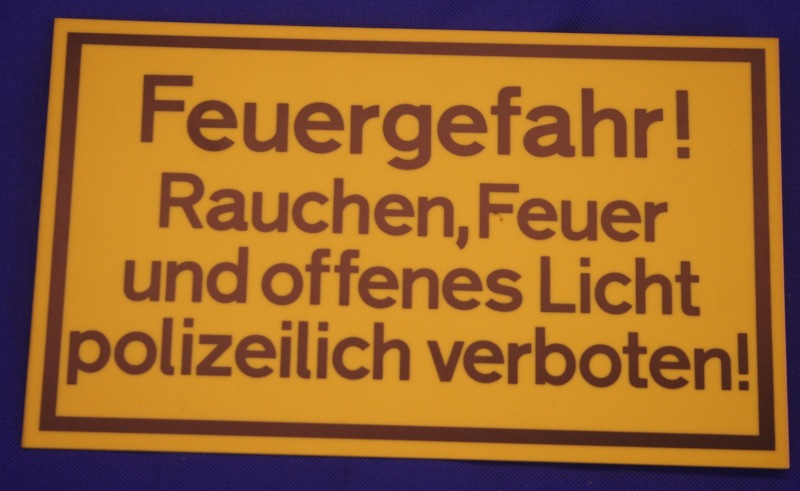 Feuergefahr!
Rauchen, Feuer
und offenes Licht
polizeilich verboten!